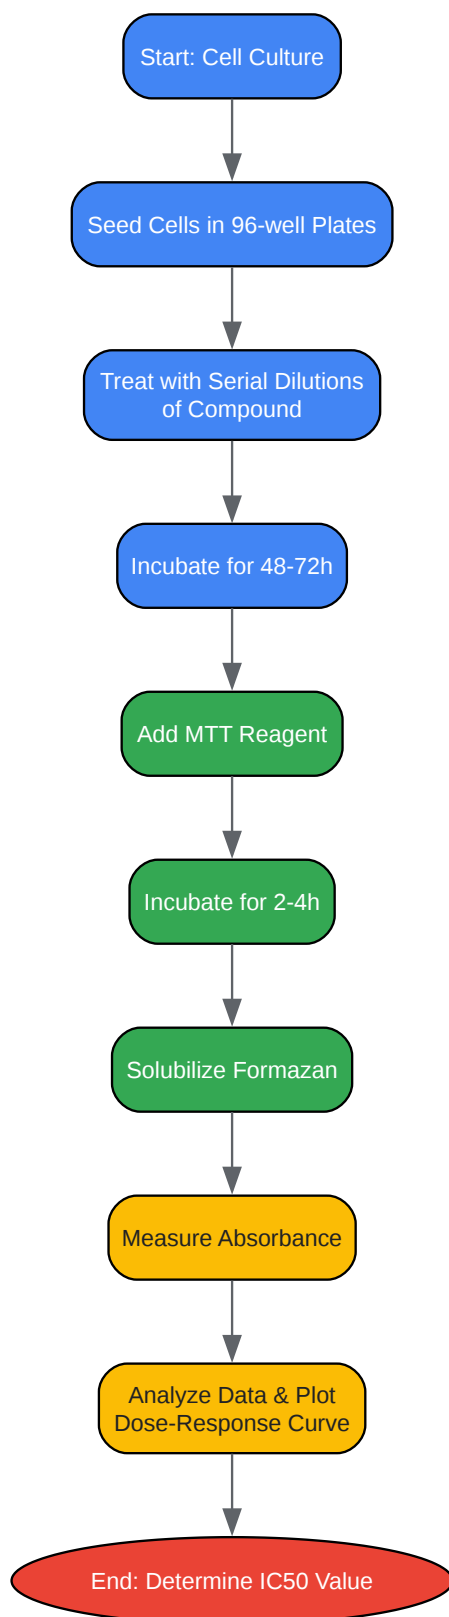 Start: Cell Culture
Seed Cells in 96-well Plates
Treat with Serial Dilutions
of Compound
Incubate for 48-72h
Add MTT Reagent
Incubate for 2-4h
Solubilize Formazan
Measure Absorbance
Analyze Data & Plot
Dose-Response Curve
End: Determine IC50 Value